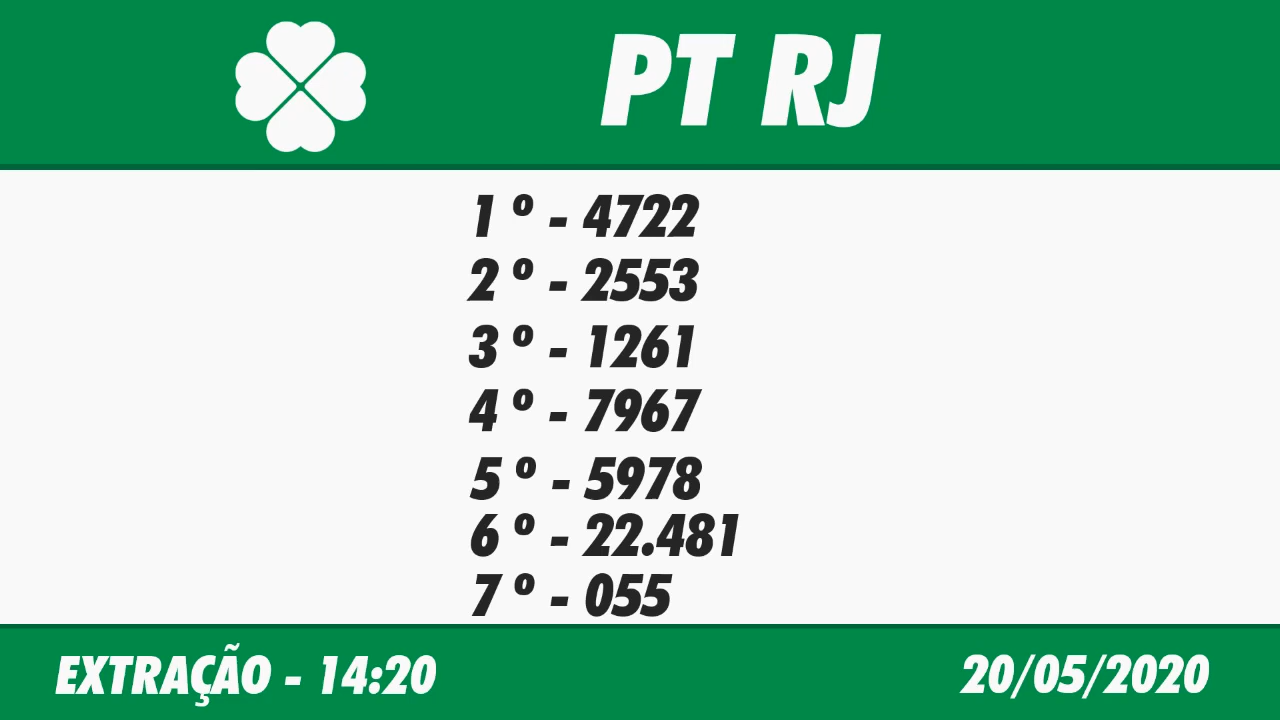 PT RJ
1 º - 4722
2 º - 2553
3 º - 1261
4 º - 7967
5 º - 5978
6 º - 22.481
7 º - 055
EXTRAÇÃO - 14:20
20/05/2020